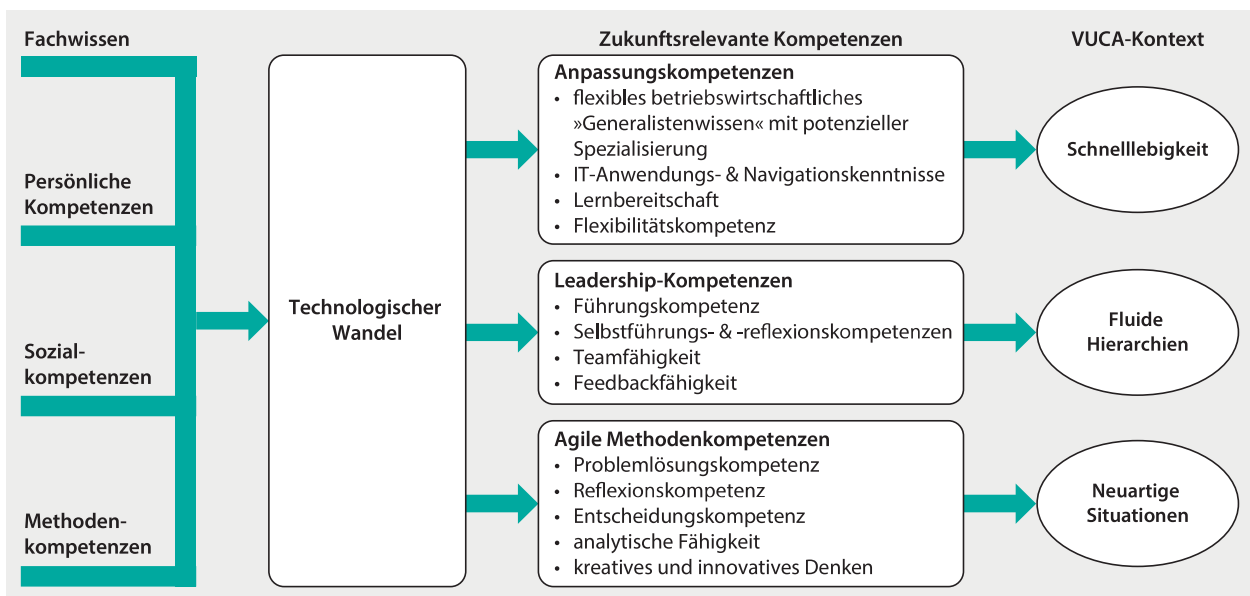 Fachwissen
Persönliche
Kompetenzen
Sozial-
kompetenzen
Methoden-
kompetenzen
Technologischer
Wandel
Zukunftsrelevante Kompetenzen
Anpassungskompetenzen
• flexibles betriebswirtschaftliches
»Generalistenwissen« mit potenzieller
Spezialisierung
• IT-Anwendungs- & Navigationskenntnisse
• Lernbereitschaft
• Flexibilitätskompetenz
Leadership-Kompetenzen
• Führungskompetenz
• Selbstführungs- & -reflexionskompetenzen
• Teamfähigkeit
• Feedbackfähigkeit
Agile Methodenkompetenzen
• Problemlösungskompetenz
• Reflexionskompetenz
• Entscheidungskompetenz
• analytische Fähigkeit
• kreatives und innovatives Denken
VUCA-Kontext
Schnelllebigkeit
Fluide
Hierarchien
Neuartige
Situationen